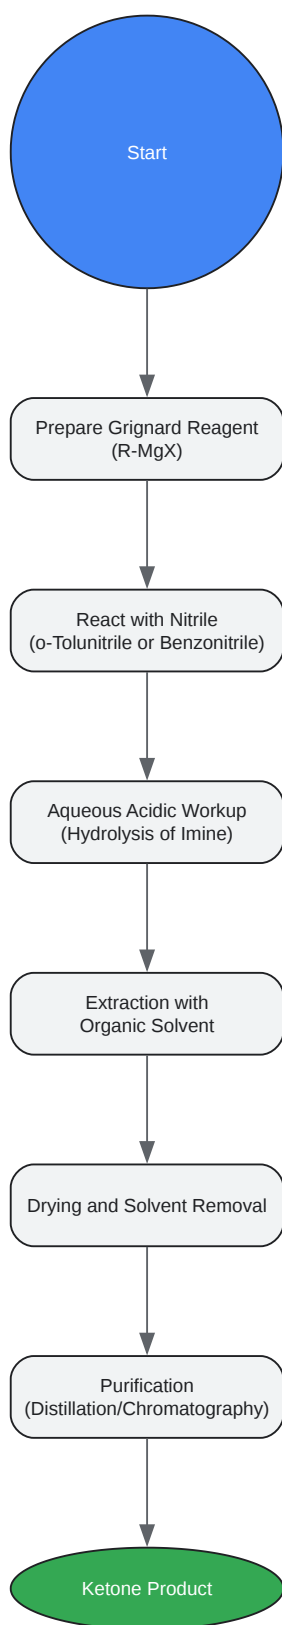 Start
Prepare Grignard Reagent
(R-MgX)
React with Nitrile
(o-Tolunitrile or Benzonitrile)
Aqueous Acidic Workup
(Hydrolysis of Imine)
Extraction with
Organic Solvent
Drying and Solvent Removal
Purification
(Distillation/Chromatography)
Ketone Product